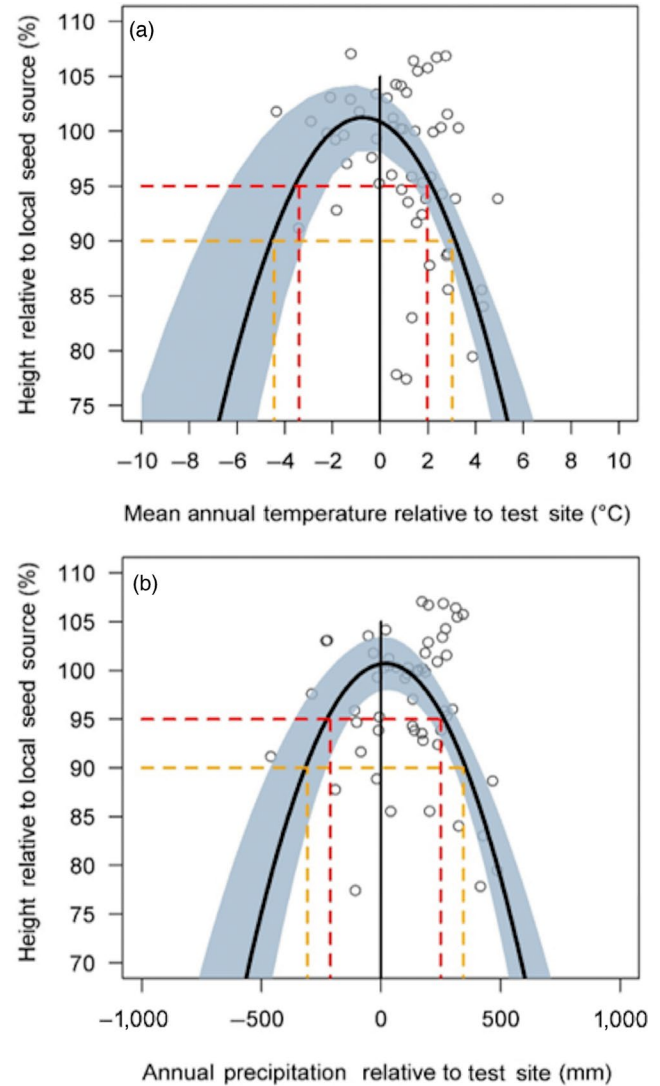 (a)
Height relative to local seed source (%)
110
105
100
95
90
85
80
75
–10 –8 –6 –4 –2 0 2 4 6 8 10
Mean annual temperature relative to test site (°C)
(b)
Height relative to local seed source (%)
110
105
100
95
90
85
80
75
70
–1,000 –500 0 500 1,000
Annual precipitation relative to test site (mm)